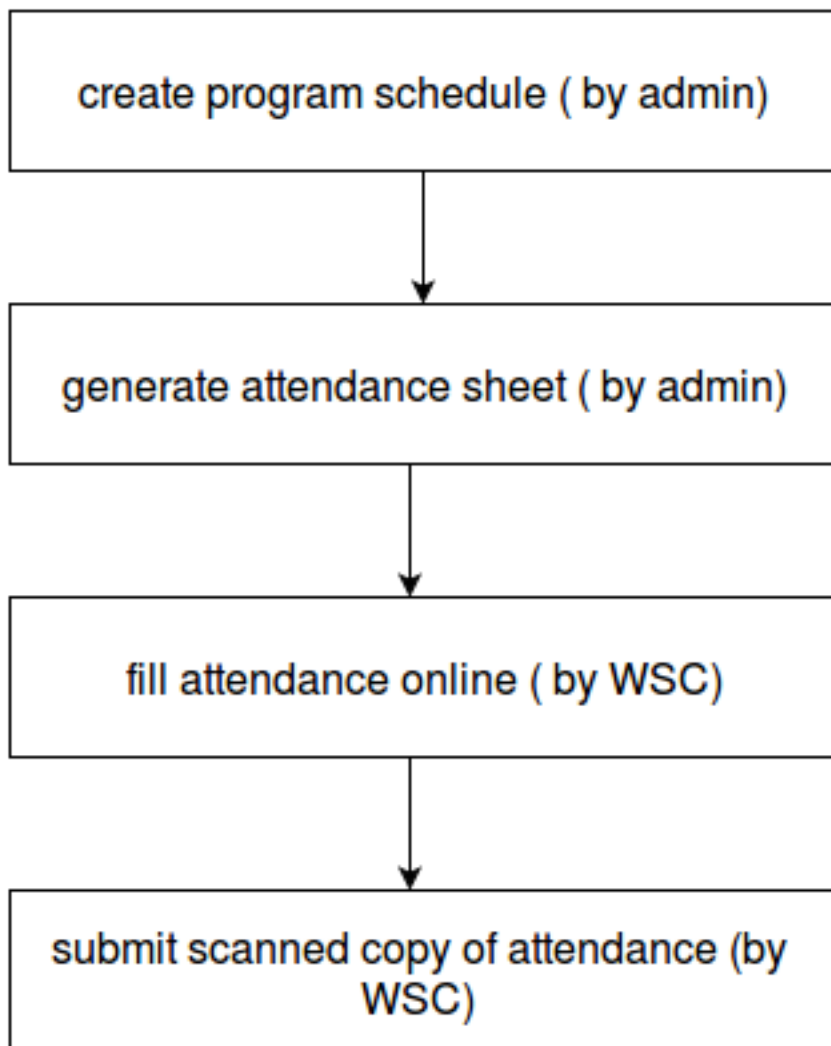 create program schedule ( by admin)
generate attendance sheet ( by admin)
fill attendance online ( by WSC)
submit scanned copy of attendance (by
WSC)